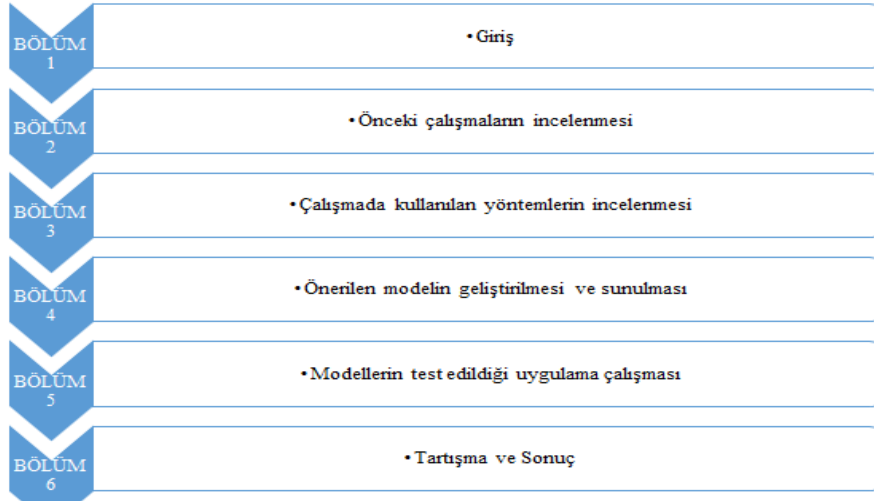 BÖLÜM
1
• Giriş
BÖLÜM
2
• Önceki çalışmaların incelenmesi
BÖLÜM
3
• Çalışmada kullanılan yöntemlerin incelenmesi
BÖLÜM
4
• Önerilen modelin geliştirilmesi ve sunulması
BÖLÜM
5
• Modellerin test edildiği uygulama çalışması
BÖLÜM
6
• Tartışma ve Sonuç